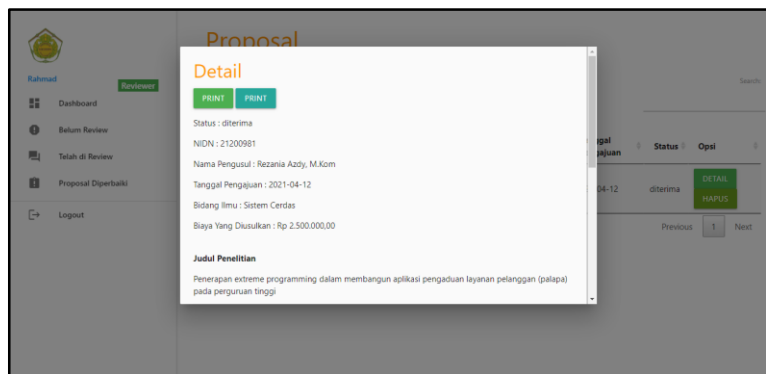 Proposal
Rahmad
Reviewer
Dashboard
Belum Review
Telah di Review
Proposal Diperbaiki
Logout
Detail
PRINT PRINT
Status : diterima
NIDN : 21200981
Nama Pengusul : Rezania Azdy, M.Kom
Tanggal Pengajuan : 2021-04-12
Bidang Ilmu : Sistem Cerdas
Biaya Yang Diusulkan : Rp 2.500.000,00
Judul Penelitian
Penerapan extreme programming dalam membangun aplikasi pengaduan layanan pelanggan (palapa)
pada perguruan tinggi
Search:
Status Opsi
04-12 diterima DETAIL
HAPUS
Previous 1 Next